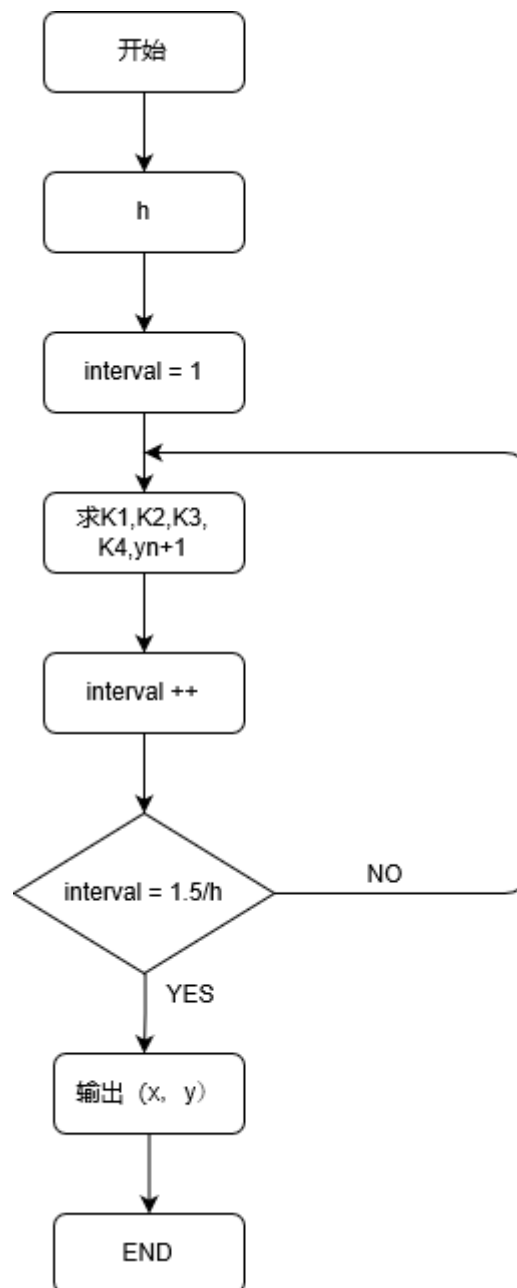 开始
h
interval = 1
求K1,K2,K3,
K4,yn+1
interval ++
interval = 1.5/h
NO
YES
输出（x，y）
END